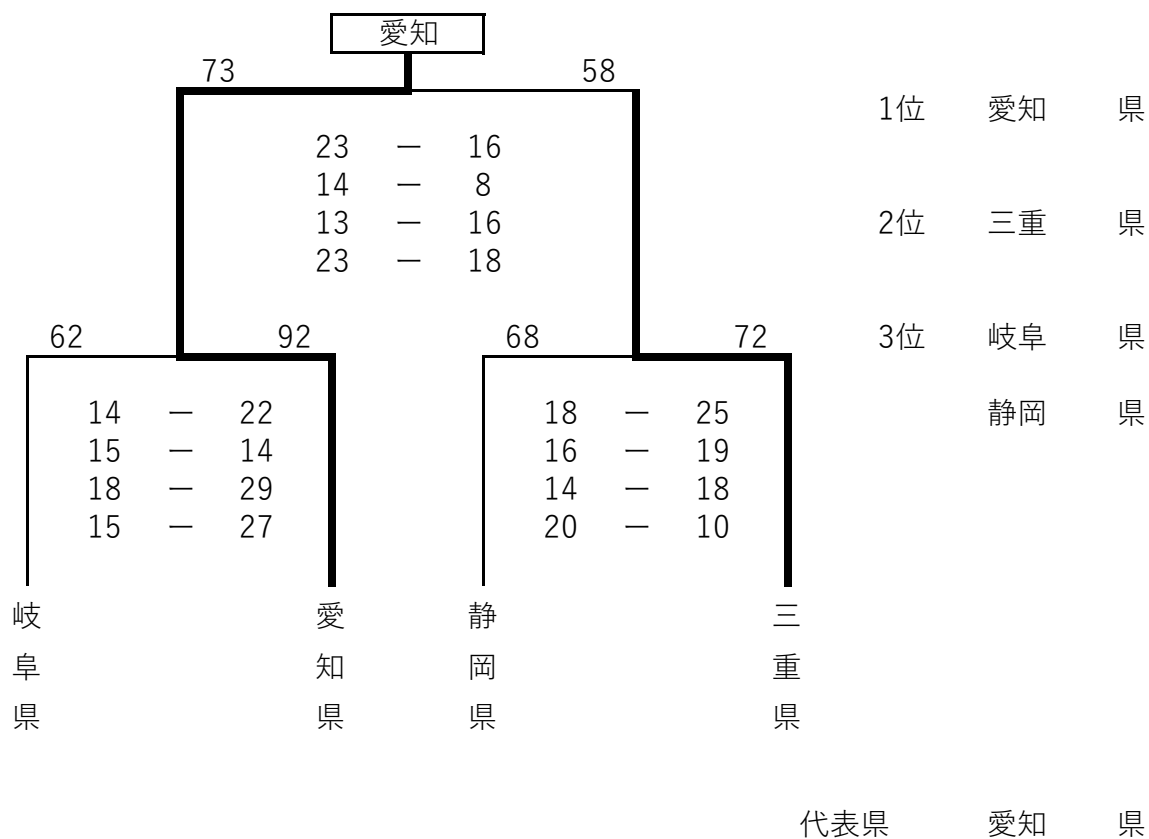 愛知
73 58
1位 愛知 県
23 ー 16
14 ー 8
13 ー 16
23 ー 18
2位 三重 県
62 92 68 72
3位 岐阜 県
静岡 県
14 ー 22
15 ー 14
18 ー 29
15 ー 27
18 ー 25
16 ー 19
14 ー 18
20 ー 10
岐阜県
愛知県
静岡県
三重県
代表県 愛知 県